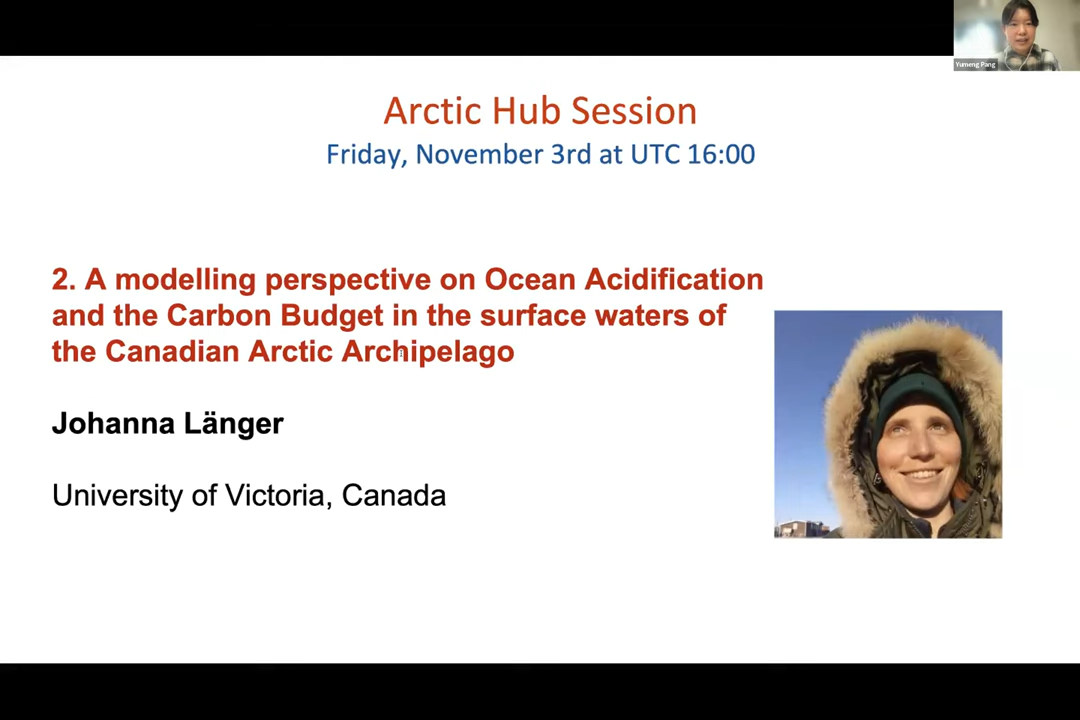 Yumeng Pang
Arctic Hub Session
Friday, November 3rd at UTC 16:00
2. A modelling perspective on Ocean Acidification
and the Carbon Budget in the surface waters of
the Canadian Arctic Archipelago
Johanna Länger
University of Victoria, Canada